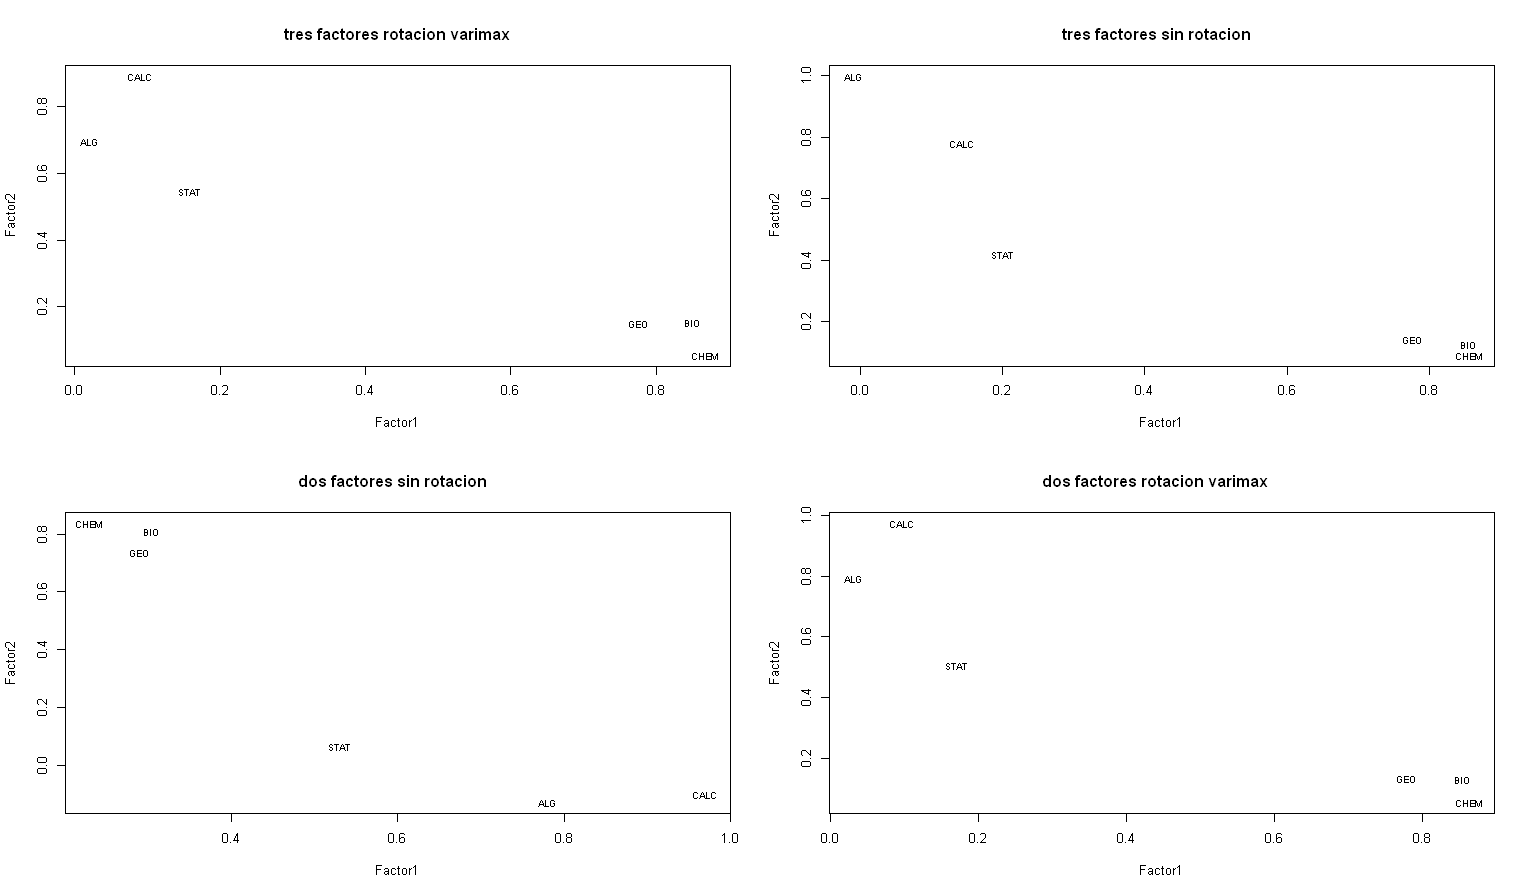 tres factores rotacion varimax
CALC
ALG
STAT
GEO
BIO
CHEM
0.2
0.4
0.6
0.8
Factor2
0.0
0.2
0.4
0.6
0.8
Factor1
tres factores sin rotacion
ALG
CALC
STAT
GEO
BIO
CHEM
0.2
0.4
0.6
0.8
1.0
Factor2
0.0
0.2
0.4
0.6
0.8
Factor1
dos factores sin rotacion
CHEM
BIO
GEO
STAT
ALG
CALC
0.0
0.2
0.4
0.6
0.8
Factor2
0.4
0.6
0.8
1.0
Factor1
dos factores rotacion varimax
CALC
ALG
STAT
GEO
BIO
CHEM
0.2
0.4
0.6
0.8
1.0
Factor2
0.0
0.2
0.4
0.6
0.8
Factor1